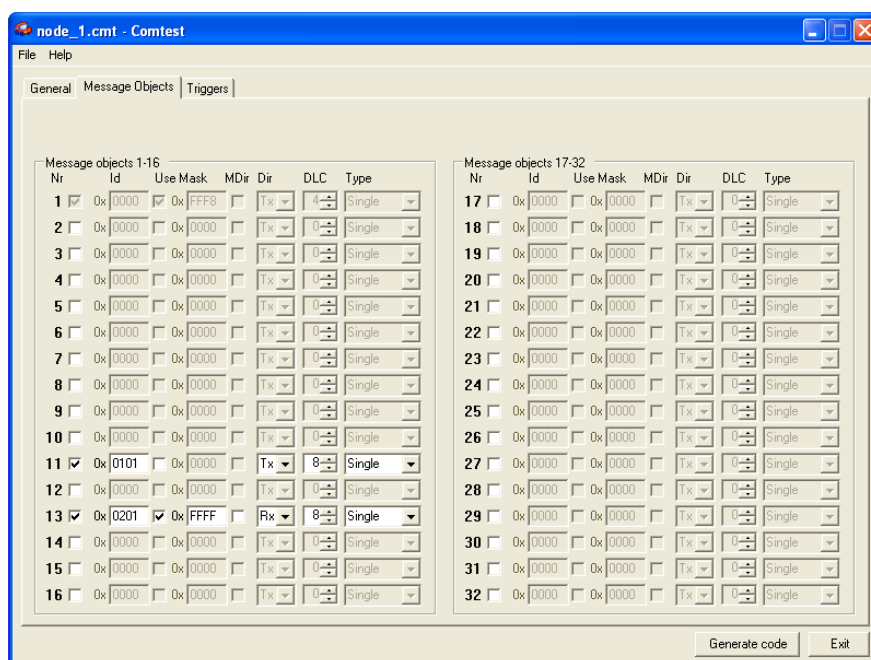 node_1.cmt - Comtest
File Help
General Message Objects Triggers
Message objects 1-16
Nr Id Use Mask MDir Dir DLC Type
1 0x 0000 0x FFF8 Tx 4 Single
2 0x 0000 0x 0000 Tx 0 Single
3 0x 0000 0x 0000 Tx 0 Single
4 0x 0000 0x 0000 Tx 0 Single
5 0x 0000 0x 0000 Tx 0 Single
6 0x 0000 0x 0000 Tx 0 Single
7 0x 0000 0x 0000 Tx 0 Single
8 0x 0000 0x 0000 Tx 0 Single
9 0x 0000 0x 0000 Tx 0 Single
10 0x 0000 0x 0000 Tx 0 Single
11 0x 0101 0x 0000 Tx 8 Single
12 0x 0000 0x 0000 Tx 0 Single
13 0x 0201 0x FFFF Rx 8 Single
14 0x 0000 0x 0000 Tx 0 Single
15 0x 0000 0x 0000 Tx 0 Single
16 0x 0000 0x 0000 Tx 0 Single
Message objects 17-32
Nr Id Use Mask MDir Dir DLC Type
17 0x 0000 0x 0000 Tx 0 Single
18 0x 0000 0x 0000 Tx 0 Single
19 0x 0000 0x 0000 Tx 0 Single
20 0x 0000 0x 0000 Tx 0 Single
21 0x 0000 0x 0000 Tx 0 Single
22 0x 0000 0x 0000 Tx 0 Single
23 0x 0000 0x 0000 Tx 0 Single
24 0x 0000 0x 0000 Tx 0 Single
25 0x 0000 0x 0000 Tx 0 Single
26 0x 0000 0x 0000 Tx 0 Single
27 0x 0000 0x 0000 Tx 0 Single
28 0x 0000 0x 0000 Tx 0 Single
29 0x 0000 0x 0000 Tx 0 Single
30 0x 0000 0x 0000 Tx 0 Single
31 0x 0000 0x 0000 Tx 0 Single
32 0x 0000 0x 0000 Tx 0 Single
Generate code Exit